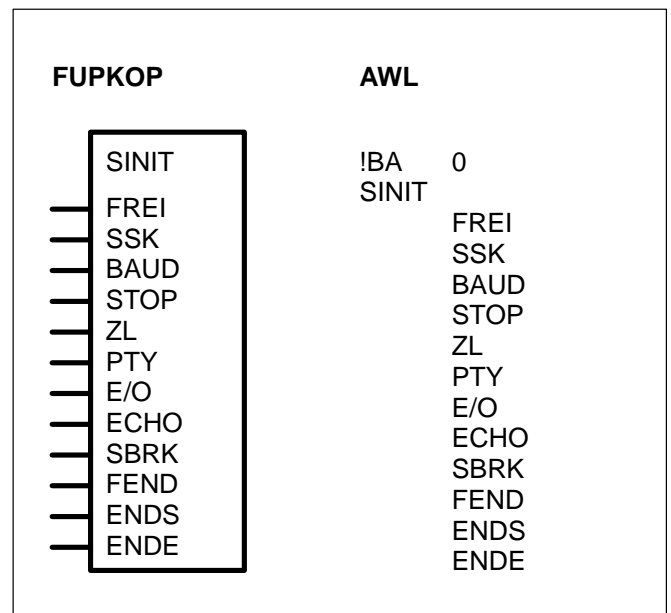 FUPKOP AWL
SINIT
FREI
SSK
BAUD
STOP
ZL
PTY
E/O
ECHO
SBRK
FEND
ENDS
ENDE
!BA 0
SINIT
FREI
SSK
BAUD
STOP
ZL
PTY
E/O
ECHO
SBRK
FEND
ENDS
ENDE